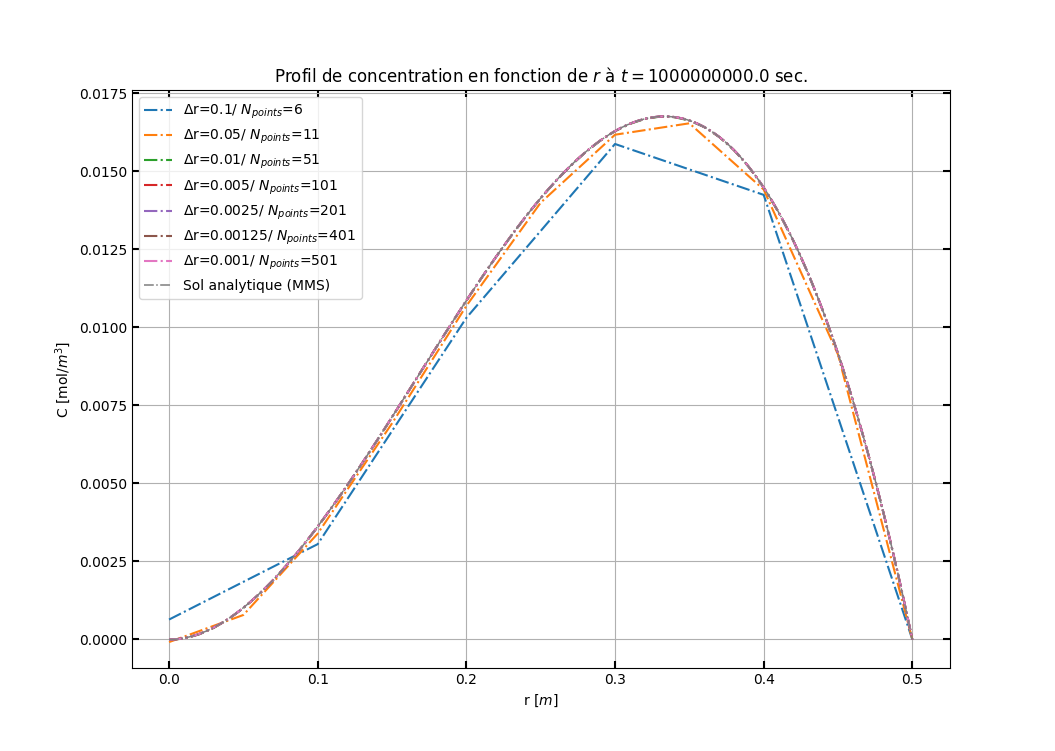 Profil de concentration en fonction de r à t = 1000000000.0 sec.
Δr=0.1/ N_points=6
Δr=0.05/ N_points=11
Δr=0.01/ N_points=51
Δr=0.005/ N_points=101
Δr=0.0025/ N_points=201
Δr=0.00125/ N_points=401
Δr=0.001/ N_points=501
Sol analytique (MMS)
C [mol/m³]
0.0175
0.0150
0.0125
0.0100
0.0075
0.0050
0.0025
0.0000
0.0 0.1 0.2 0.3 0.4 0.5
r [m]